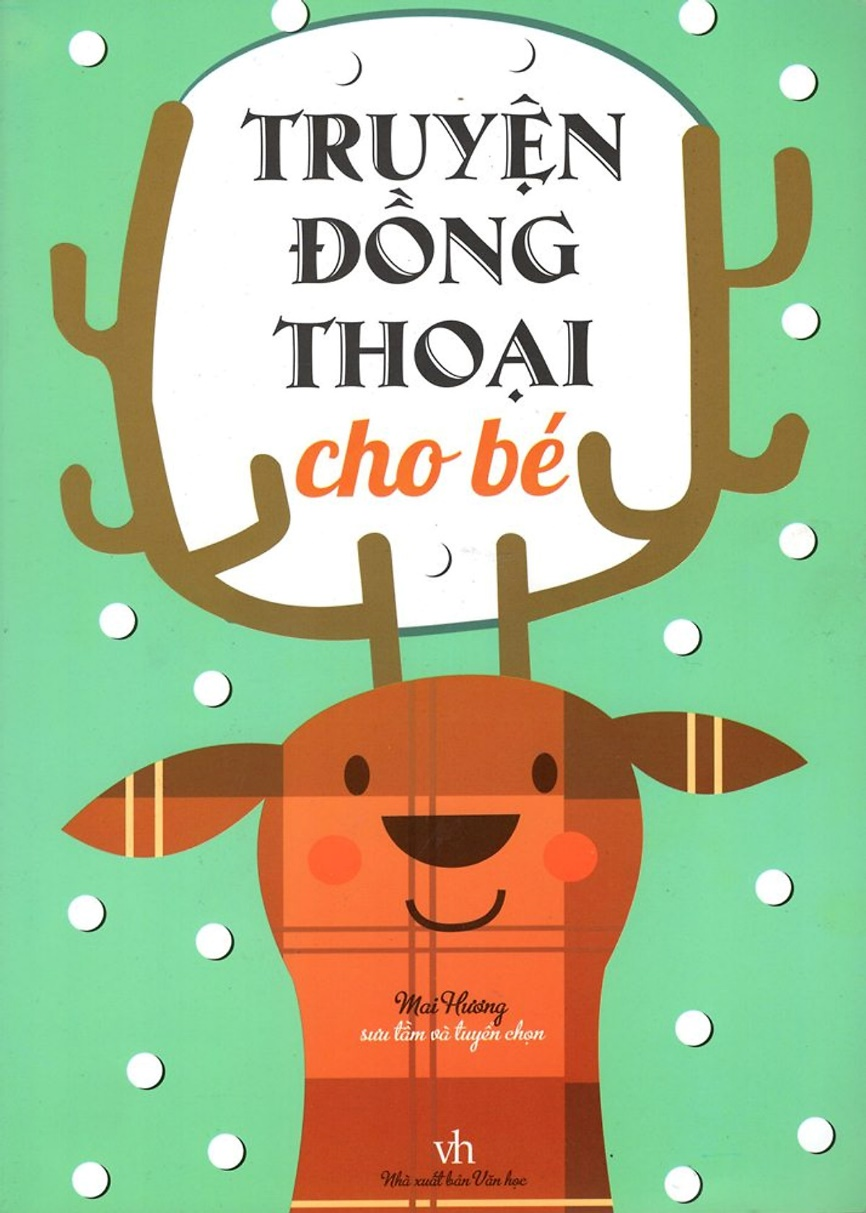 TRUYỆN
ĐỒNG
THOẠI
cho bé
Mai Hương
sưu tầm và tuyển chọn
vh
Nhà xuất bản Văn học